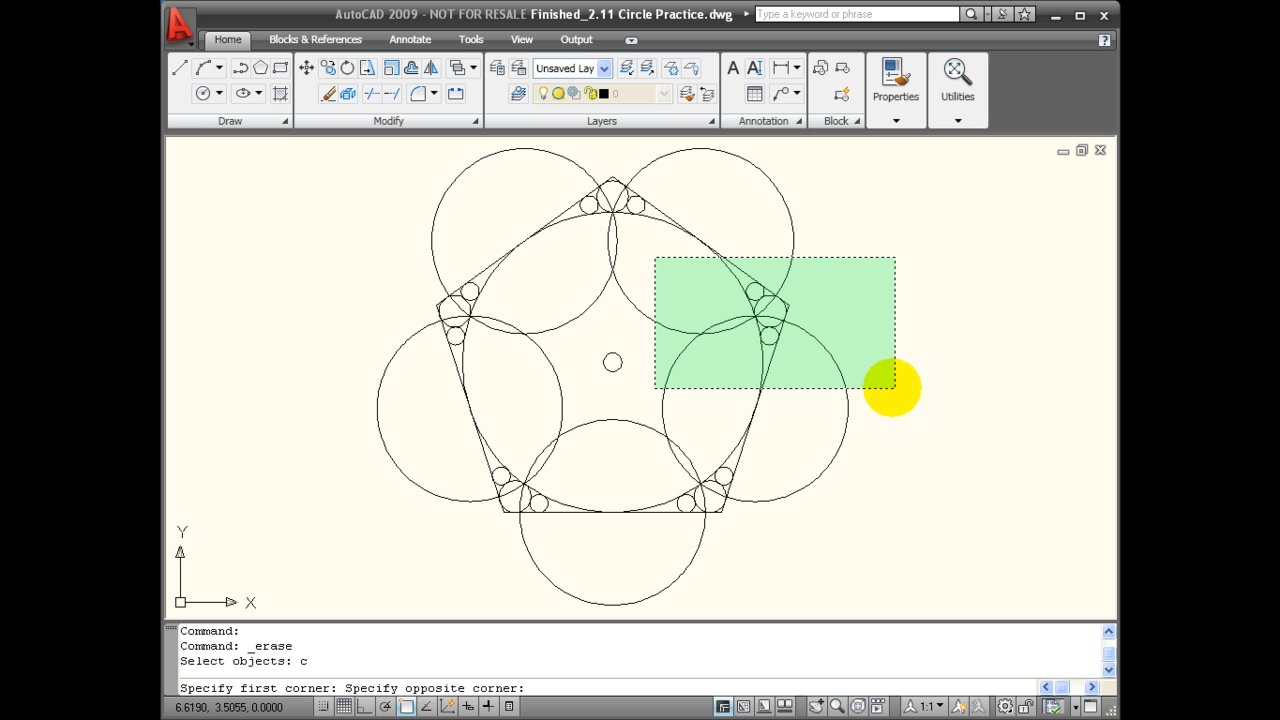 AutoCAD 2009 - NOT FOR RESALE Finished_2.11 Circle Practice.dwg
Type a keyword or phrase
Home Blocks & References Annotate Tools View Output
Unsaved Lay
0
Properties Utilities
Draw Modify Layers Annotation Block
Y
X
Command:
Command: _erase
Select objects: c
Specify first corner: Specify opposite corner:
6.6190, 3.5055, 0.0000 1:1